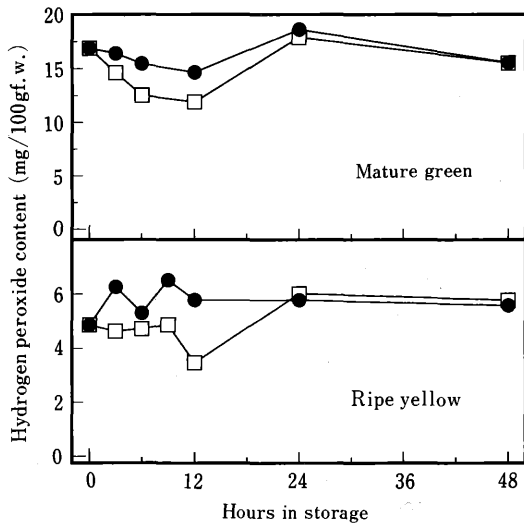 20
15
10
5
0
Mature green
6
4
2
0
Ripe yellow
0 12 24 36 48
Hours in storage
Hydrogen peroxide content (mg/100gf.w.)